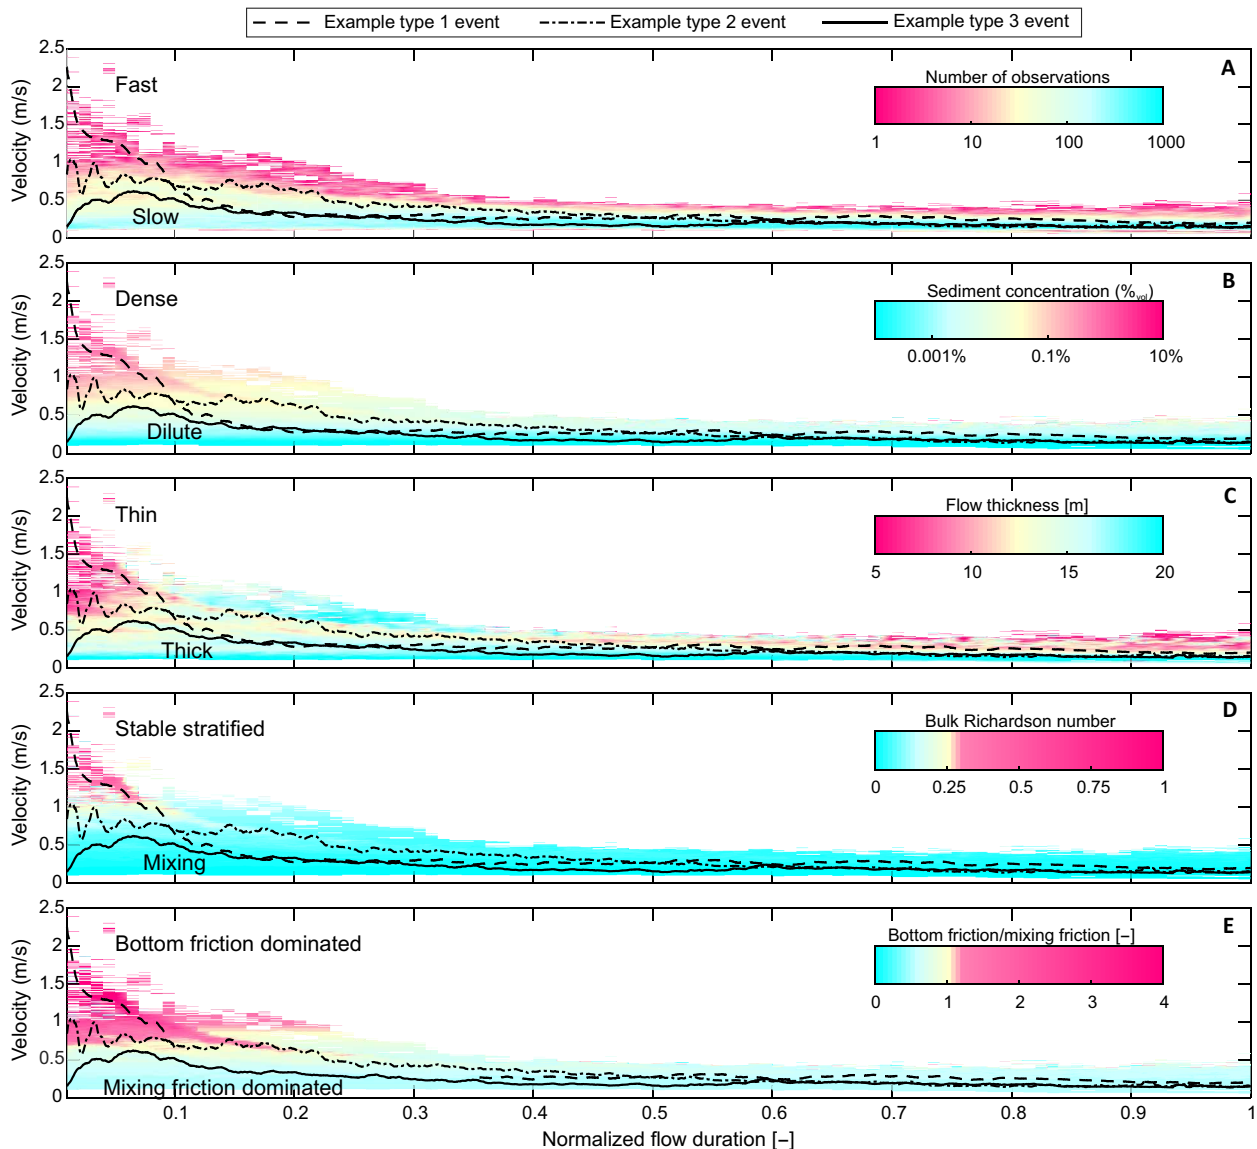 Example type 1 event Example type 2 event Example type 3 event
2.5
2
1.5
1
0.5
0
Velocity (m/s)
Fast
Slow
A
Number of observations
1 10 100 1000
2.5
2
1.5
1
0.5
0
Velocity (m/s)
Dense
Dilute
B
Sediment concentration (%vol)
0.001% 0.1% 10%
2.5
2
1.5
1
0.5
0
Velocity (m/s)
Thin
Thick
C
Flow thickness [m]
5 10 15 20
2.5
2
1.5
1
0.5
0
Velocity (m/s)
Stable stratified
Mixing
D
Bulk Richardson number
0 0.25 0.5 0.75 1
2.5
2
1.5
1
0.5
0
Velocity (m/s)
Bottom friction dominated
Mixing friction dominated
E
Bottom friction/mixing friction [–]
0 1 2 3 4
0.1 0.2 0.3 0.4 0.5 0.6 0.7 0.8 0.9 1
Normalized flow duration [–]